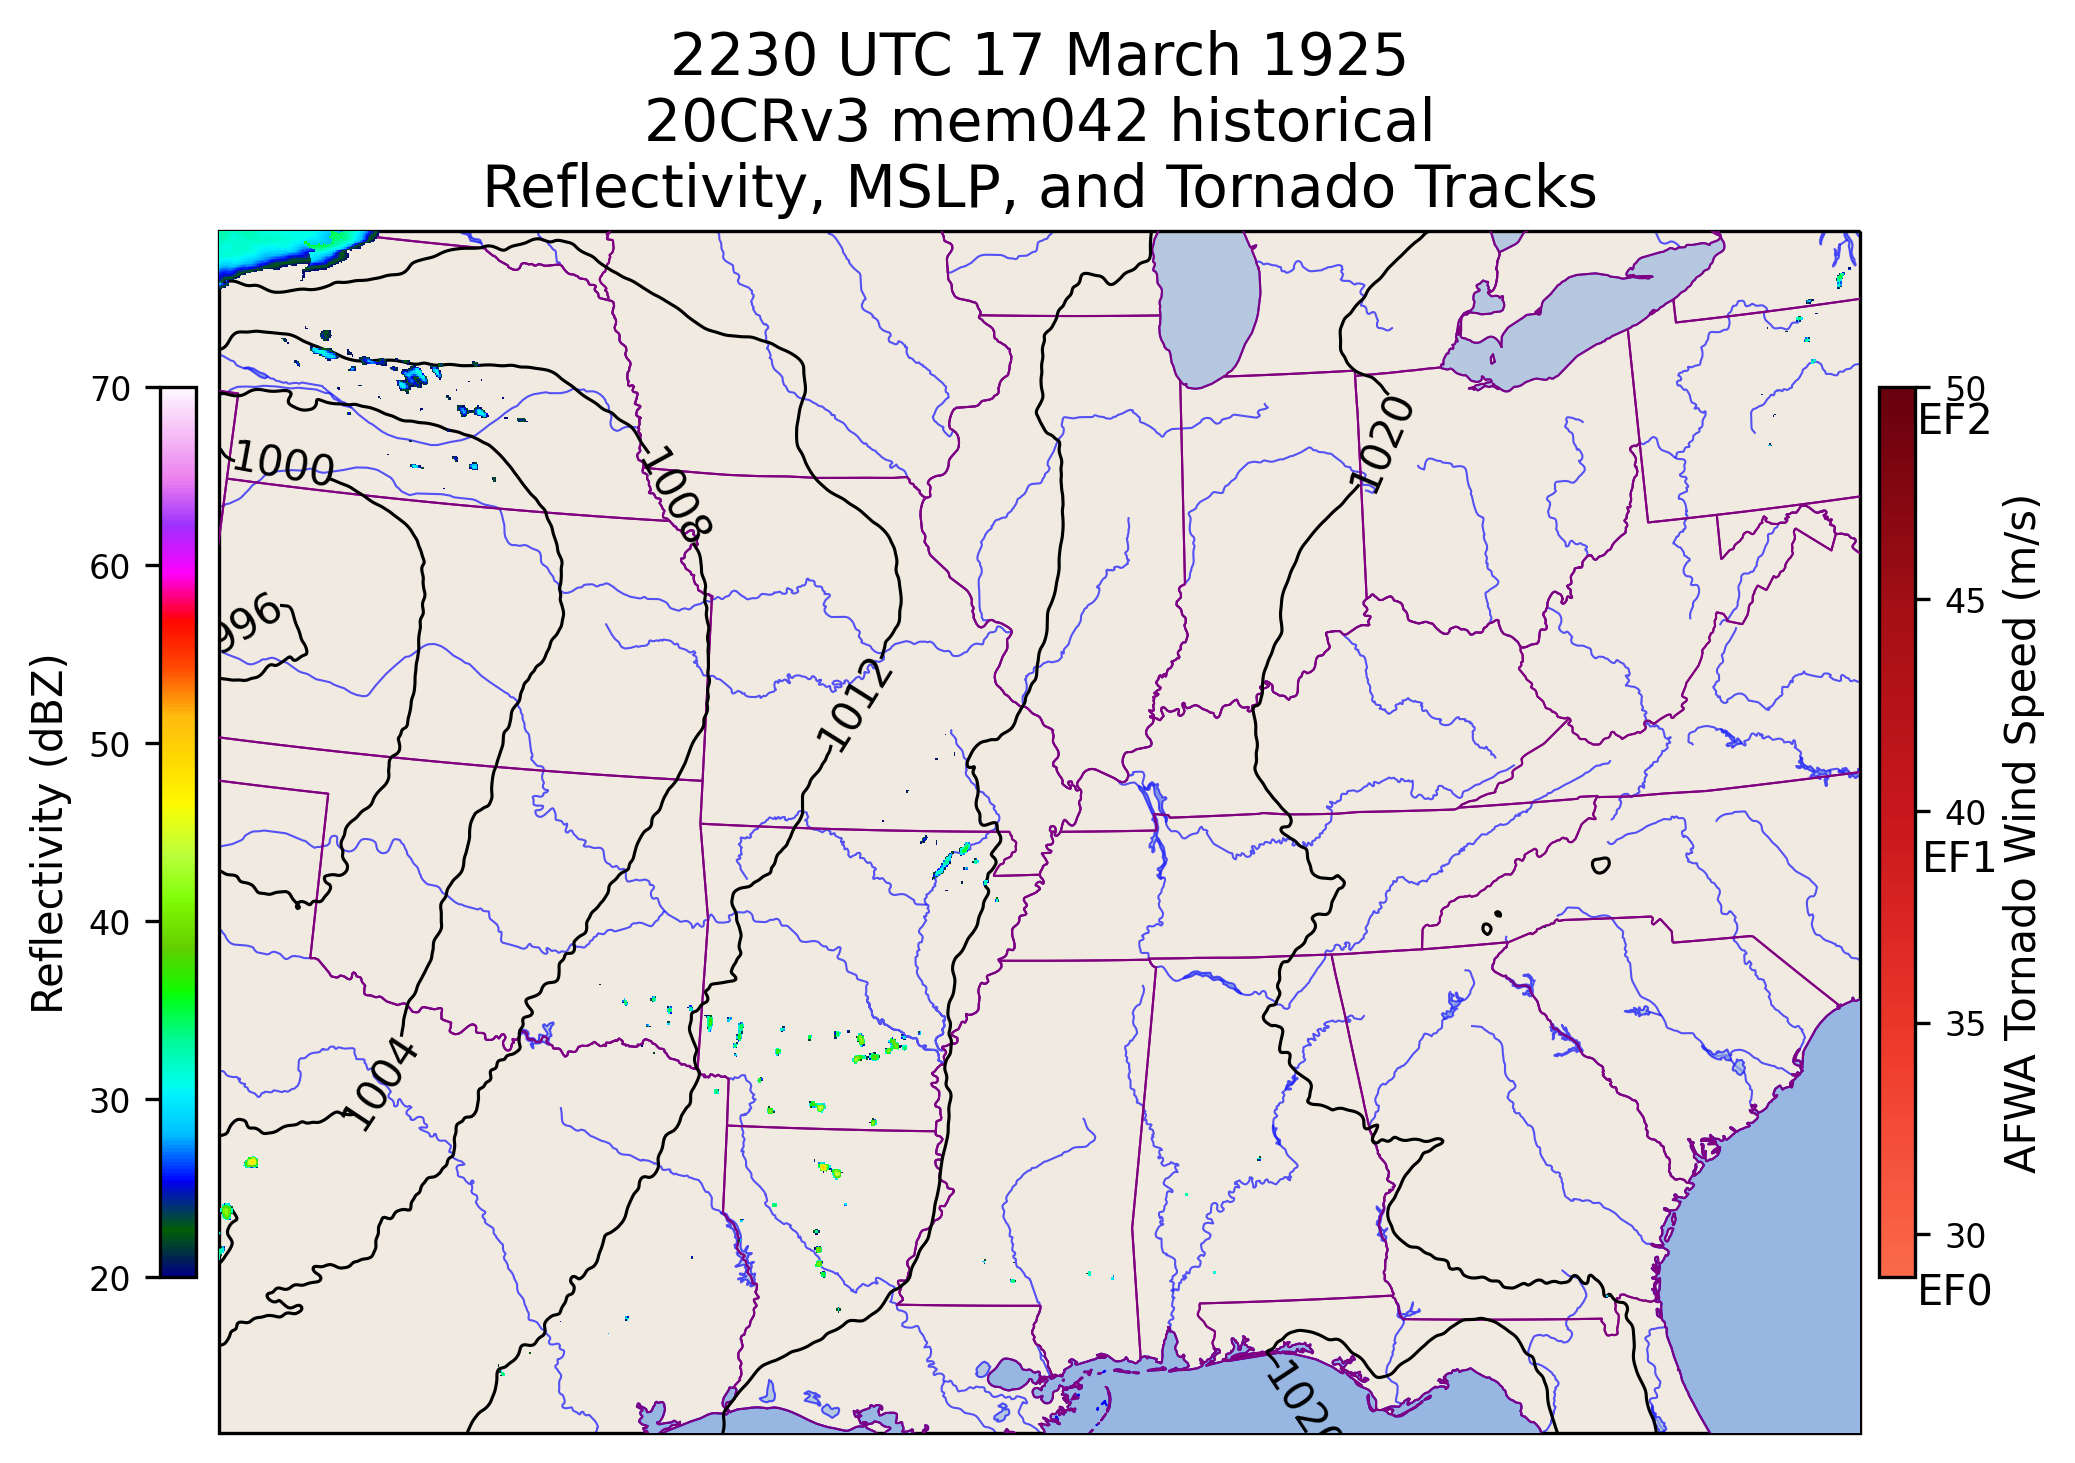 2230 UTC 17 March 1925
20CRv3 mem042 historical
Reflectivity, MSLP, and Tornado Tracks
Reflectivity (dBZ)
70
60
50
40
30
20
1000
996
1008
1012
1004
1020
1020
50
EF2
45
40
EF1
35
30
EF0
AFWA Tornado Wind Speed (m/s)